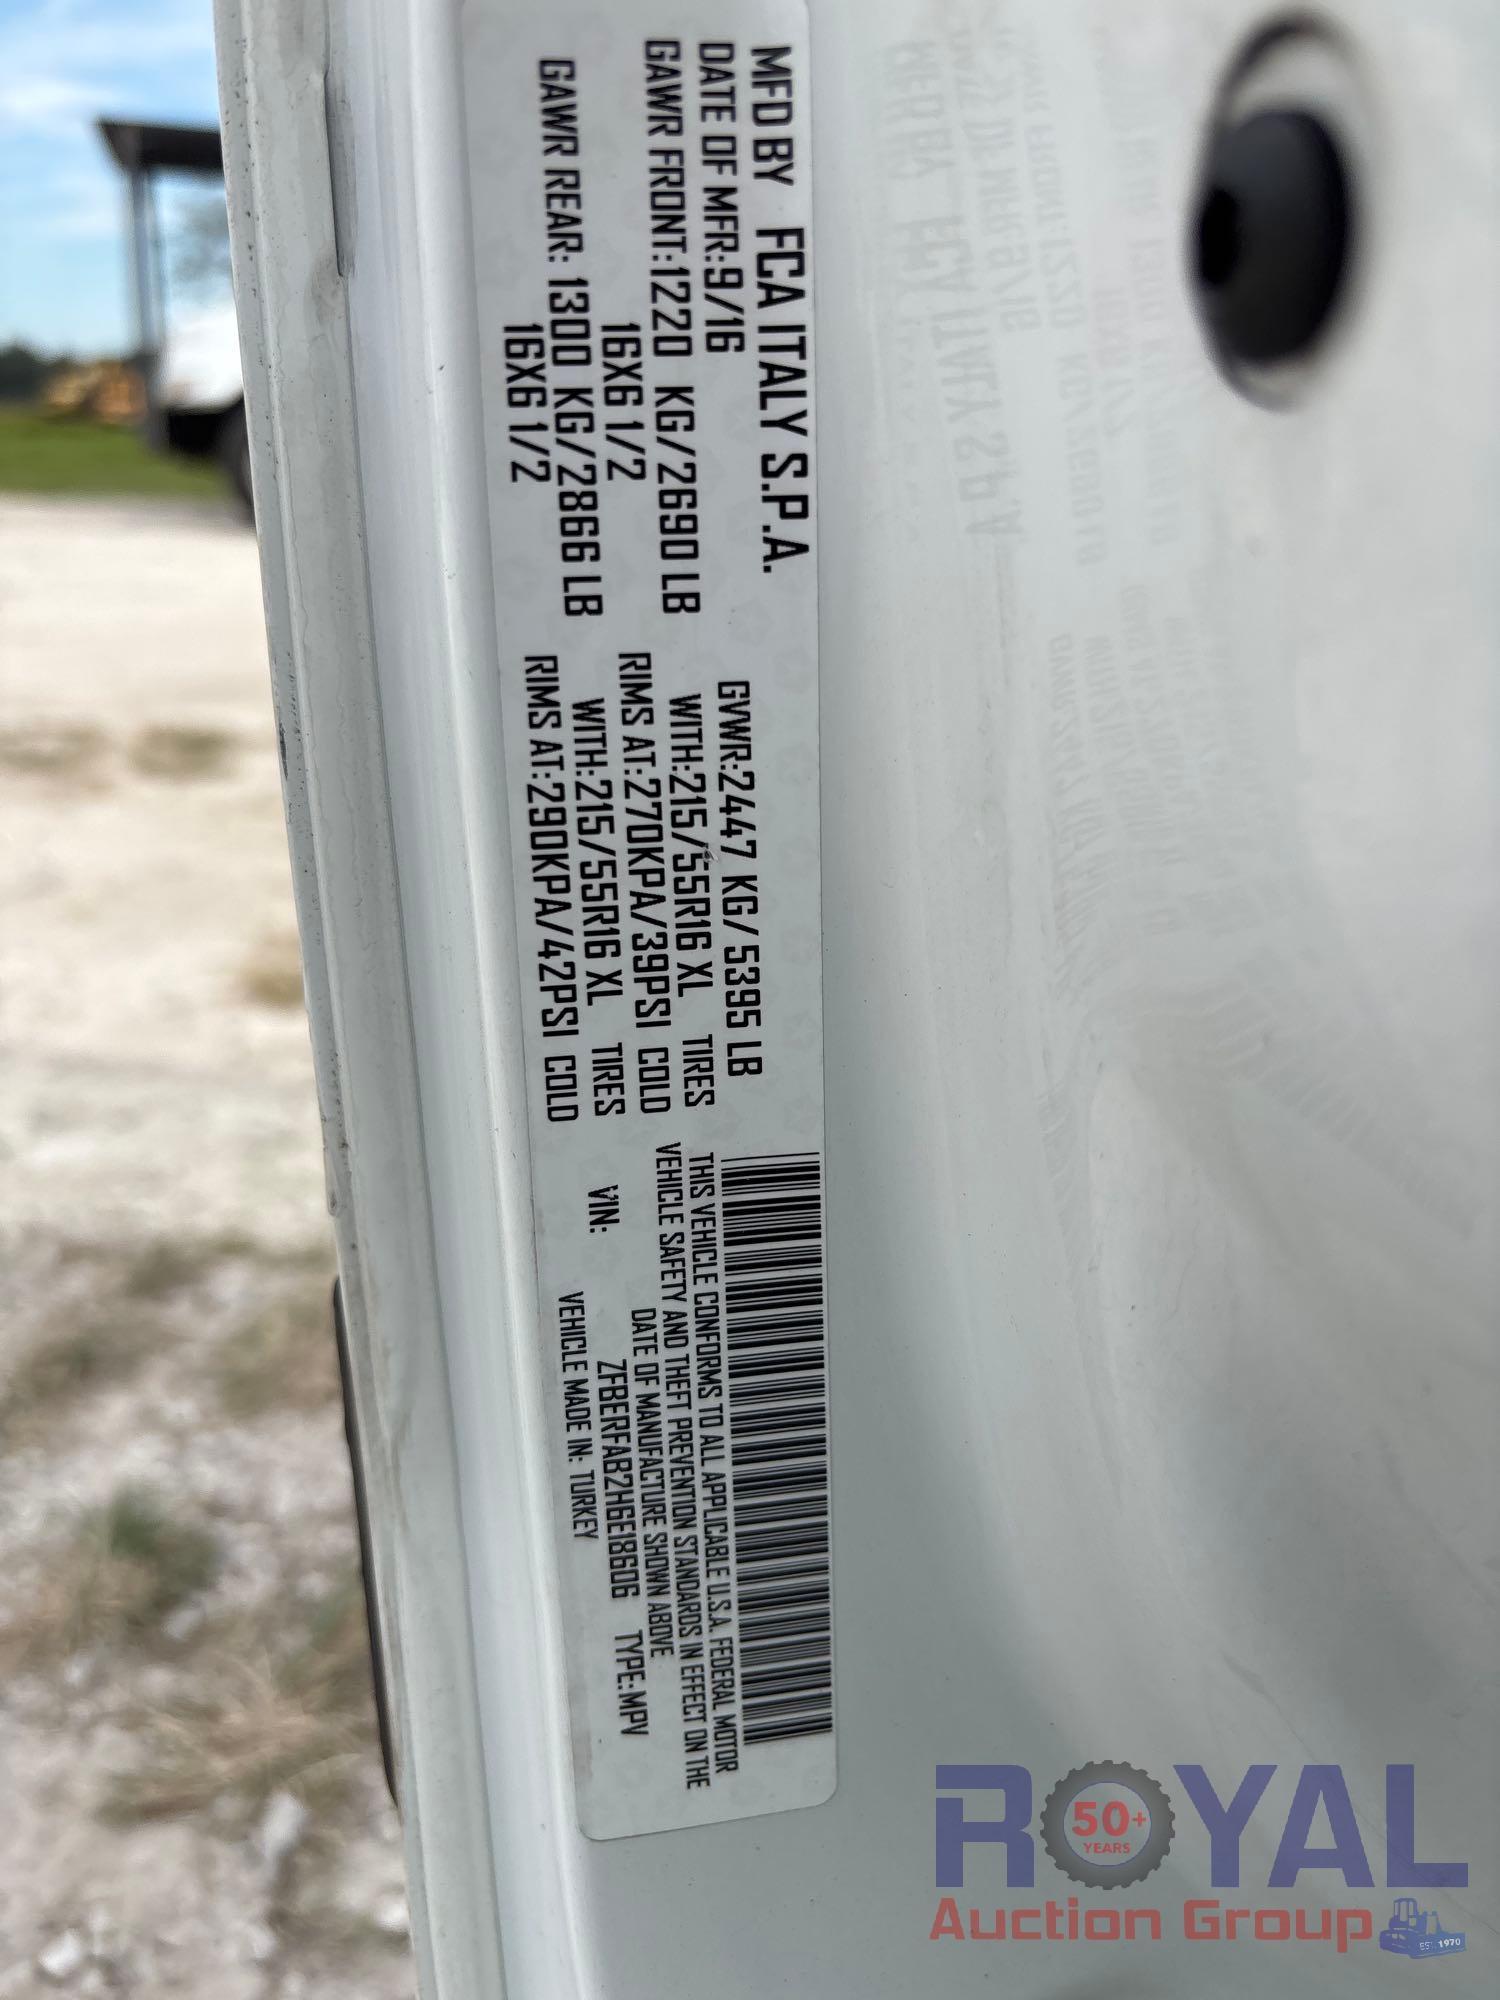 MFD BY FCA ITALY S.P.A.
DATE OF MFR:9/16 GVWR:2447 KG/5395 LB
GAWR FRONT:1220 KG/2690 LB WITH:215/55R16 XL TIRES
16X6 1/2 RIMS AT:270KPA/39PSI COLD
GAWR REAR: 1300 KG/2866 LB WITH:215/55R16 XL TIRES
16X6 1/2 RIMS AT:290KPA/42PSI COLD
THIS VEHICLE CONFORMS TO ALL APPLICABLE U.S.A. FEDERAL MOTOR
VEHICLE SAFETY AND THEFT PREVENTION STANDARDS IN EFFECT ON THE
DATE OF MANUFACTURE SHOWN ABOVE
VIN: ZFBERFAB2H6E18606 TYPE:MPV
VEHICLE MADE IN: TURKEY
ROYAL
50+
YEARS
Auction Group
EST. 1970